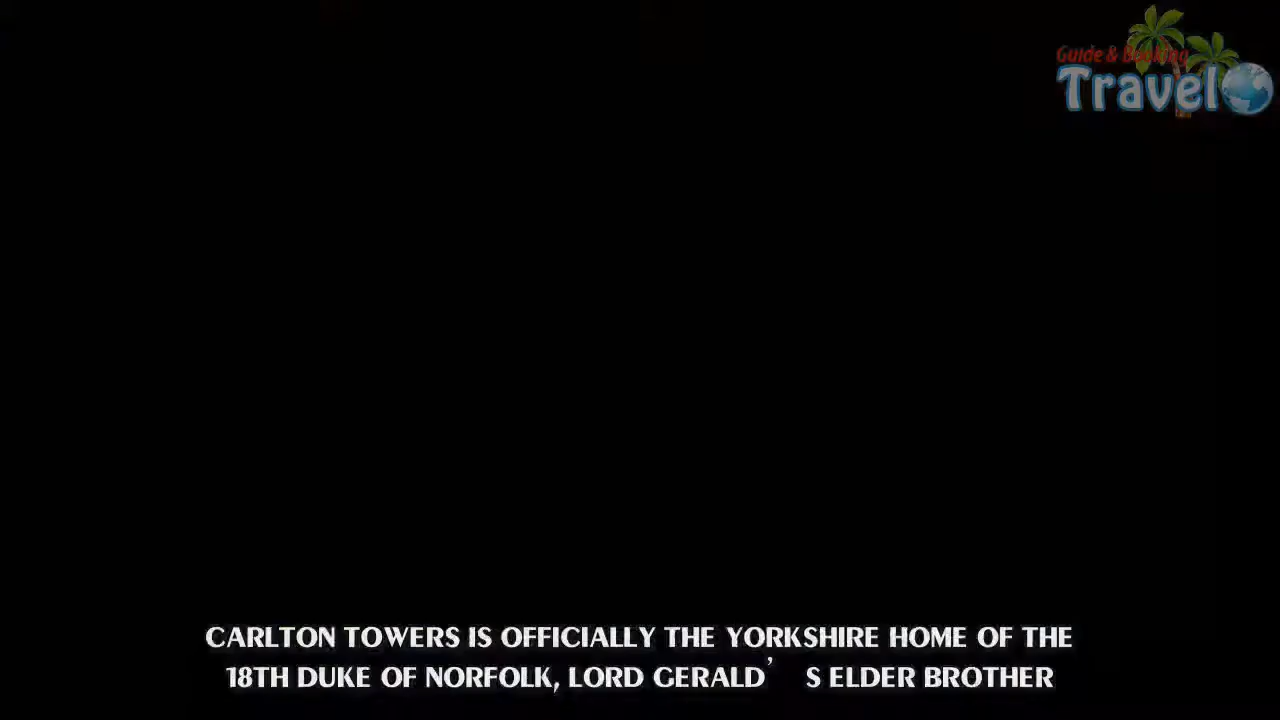 Guide & Booking
Travel
CARLTON TOWERS IS OFFICIALLY THE YORKSHIRE HOME OF THE
18TH DUKE OF NORFOLK, LORD GERALD’ S ELDER BROTHER